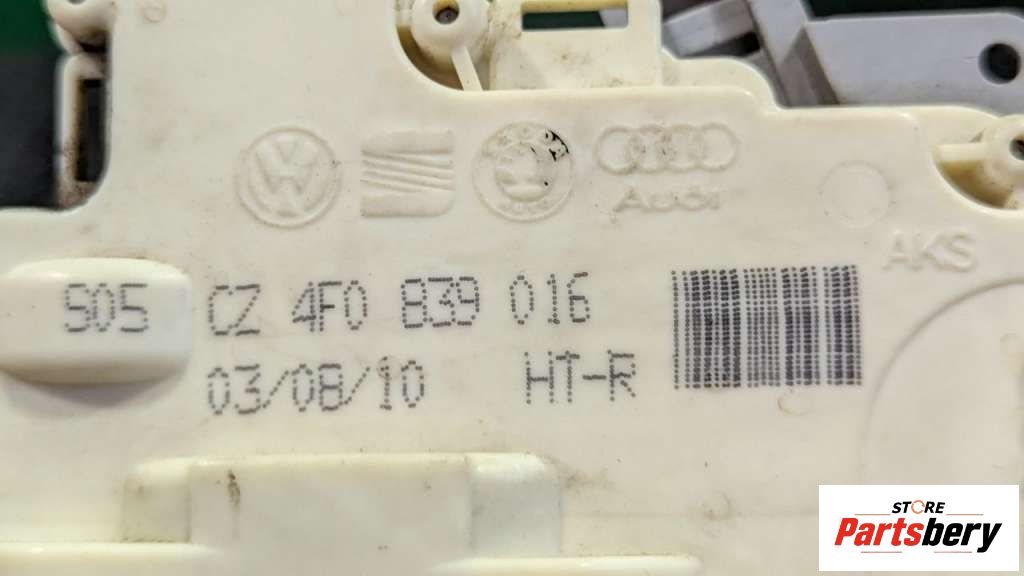 Audi
AKS
S05 CZ 4F0 839 016
03/08/10 HT-R
STORE
Partsbery